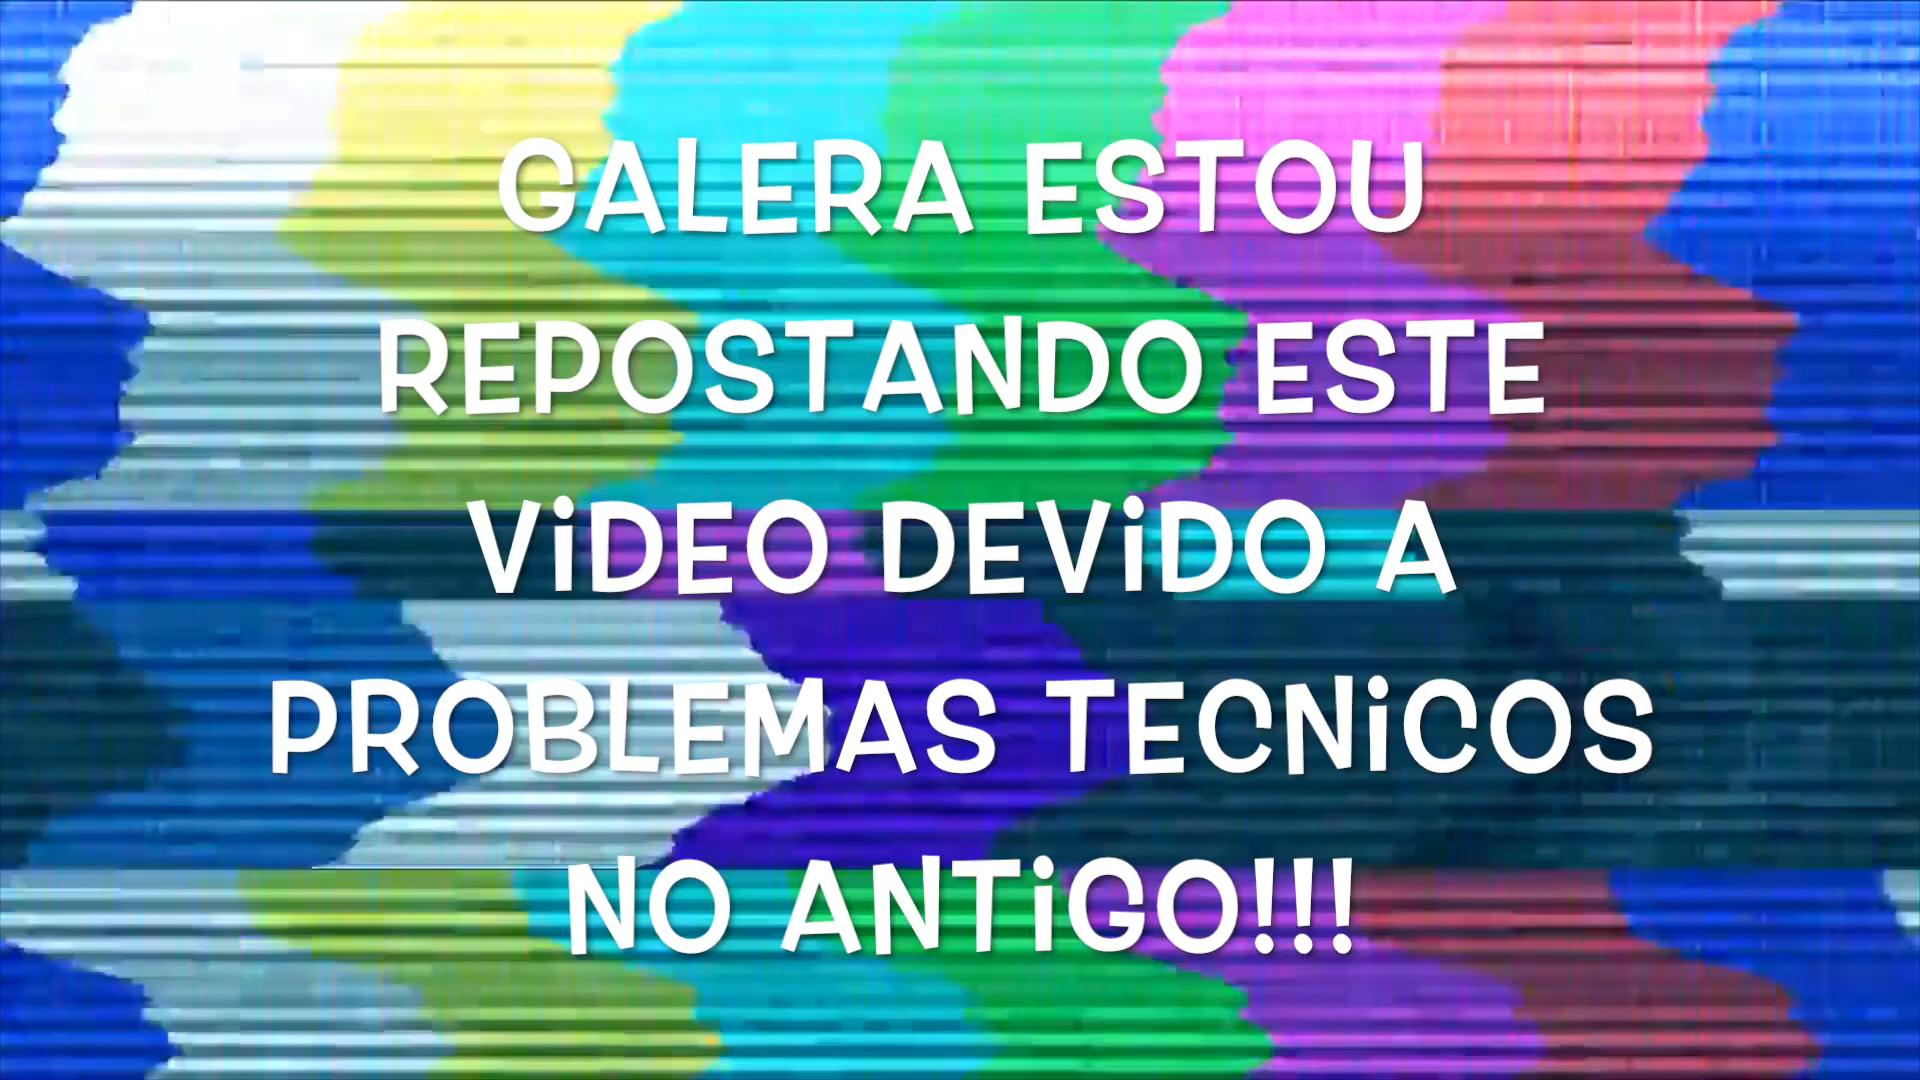 GALERA ESTOU
REPOSTANDO ESTE
ViDEO DEViDO A
PROBLEMAS TECNiCOS
NO ANTiGO!!!